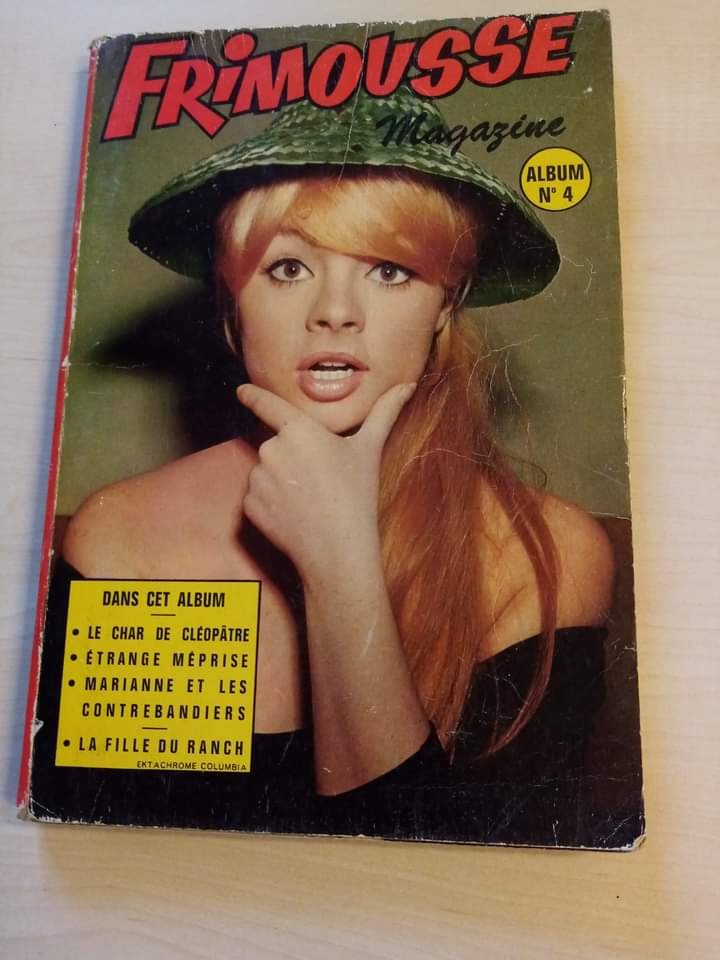 FRiMOUSSE
Magazine
ALBUM
N° 4
DANS CET ALBUM
• LE CHAR DE CLÉOPÂTRE
• ÉTRANGE MÉPRISE
• MARIANNE ET LES
CONTREBANDIERS
• LA FILLE DU RANCH
EKTACHROME COLUMBIA